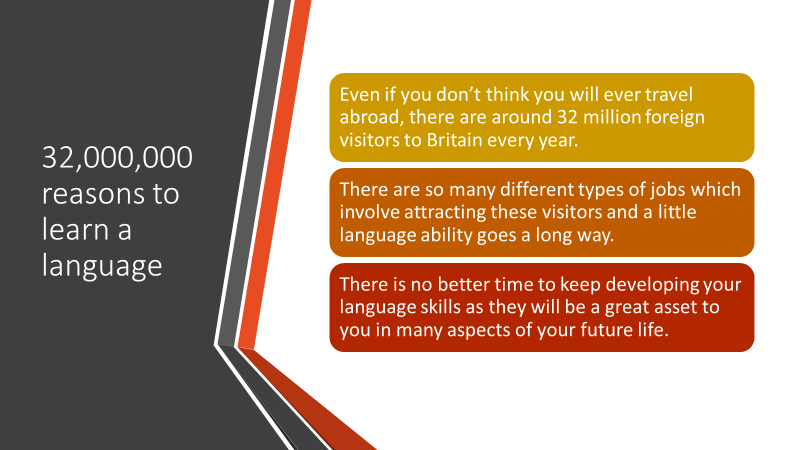 32,000,000
reasons to
learn a
language
Even if you don’t think you will ever travel
abroad, there are around 32 million foreign
visitors to Britain every year.
There are so many different types of jobs which
involve attracting these visitors and a little
language ability goes a long way.
There is no better time to keep developing your
language skills as they will be a great asset to
you in many aspects of your future life.